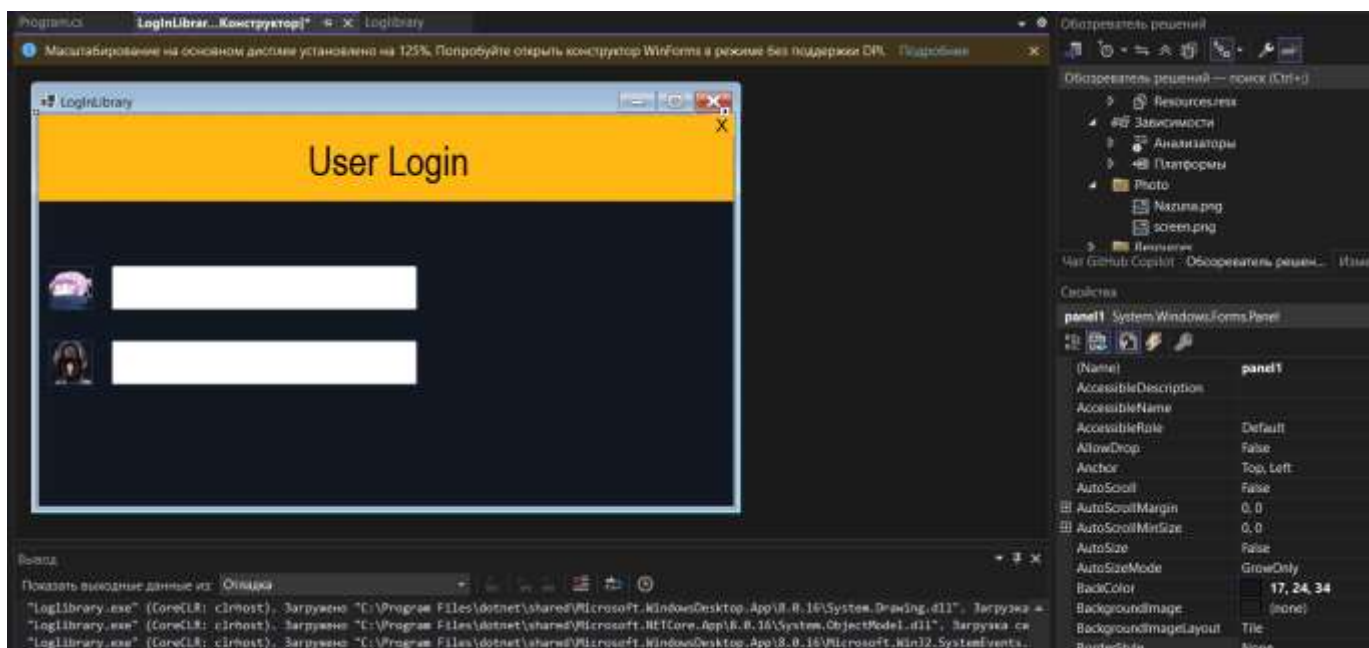 Program.cs LogInLibrar...Конструктор]* Loglibrary
Масштабирование на основном дисплее установлено на 125%. Попробуйте открыть конструктор WinForms в режиме без поддержки DPI. Подробнее
LogInLibrary
X
User Login
Обозреватель решений
Обозреватель решений — поиск (Ctrl+;)
Resources.resx
Зависимости
Анализаторы
Платформы
Photo
Nazuna.png
screen.png
Resources
Чат GitHub Copilot Обозреватель решен...
Свойства
panel1 System.Windows.Forms.Panel
(Name) panel1
AccessibleDescription
AccessibleName
AccessibleRole Default
AllowDrop False
Anchor Top, Left
AutoScroll False
AutoScrollMargin 0; 0
AutoScrollMinSize 0; 0
AutoSize False
AutoSizeMode GrowOnly
BackColor 17, 24, 34
BackgroundImage (none)
BackgroundImageLayout Tile
BorderStyle None
Вывод
Показать выходные данные из: Отладка
"Loglibrary.exe" (CoreCLR: clrhost). Загружено "C:\Program Files\dotnet\shared\Microsoft.WindowsDesktop.App\8.0.16\System.Drawing.dll". Загрузка
"Loglibrary.exe" (CoreCLR: clrhost). Загружено "C:\Program Files\dotnet\shared\Microsoft.NETCore.App\8.0.16\System.ObjectModel.dll". Загрузка
"Loglibrary.exe" (CoreCLR: clrhost). Загружено "C:\Program Files\dotnet\shared\Microsoft.WindowsDesktop.App\8.0.16\Microsoft.Win32.SystemEvents.